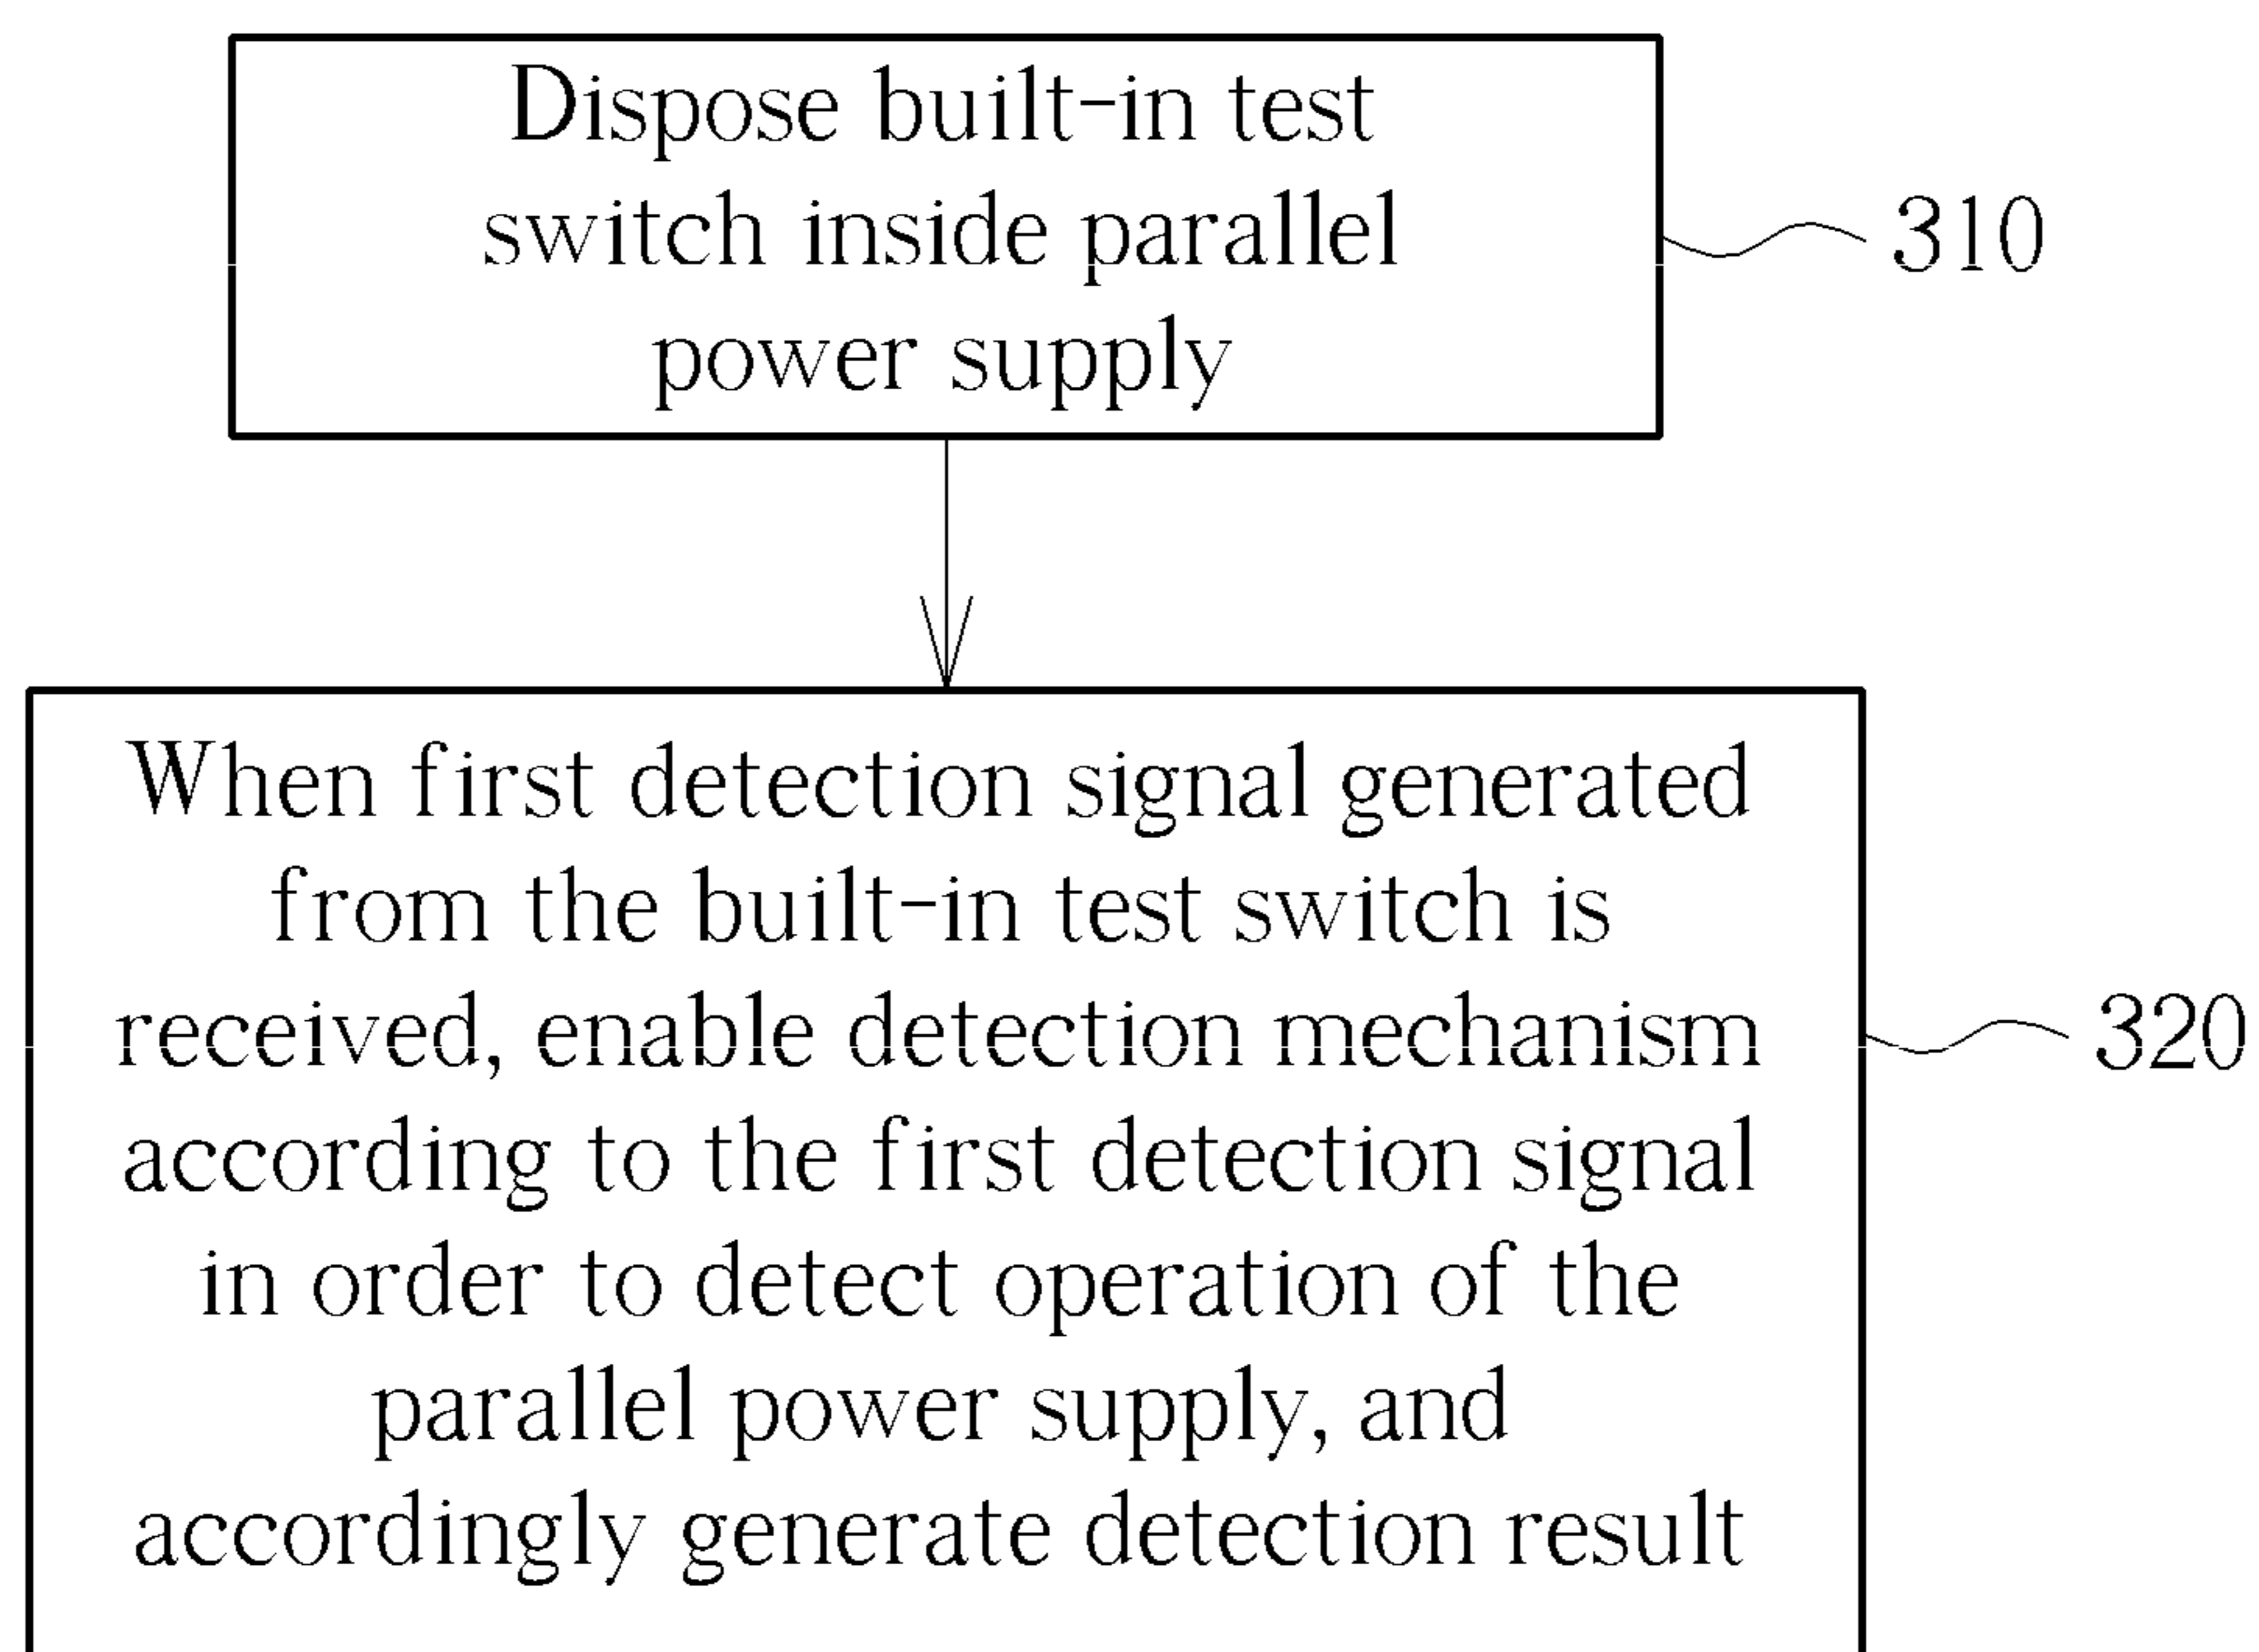 Dispose built-in test
switch inside parallel
power supply
310
When first detection signal generated
from the built-in test switch is
received, enable detection mechanism
according to the first detection signal
in order to detect operation of the
parallel power supply, and
accordingly generate detection result
320